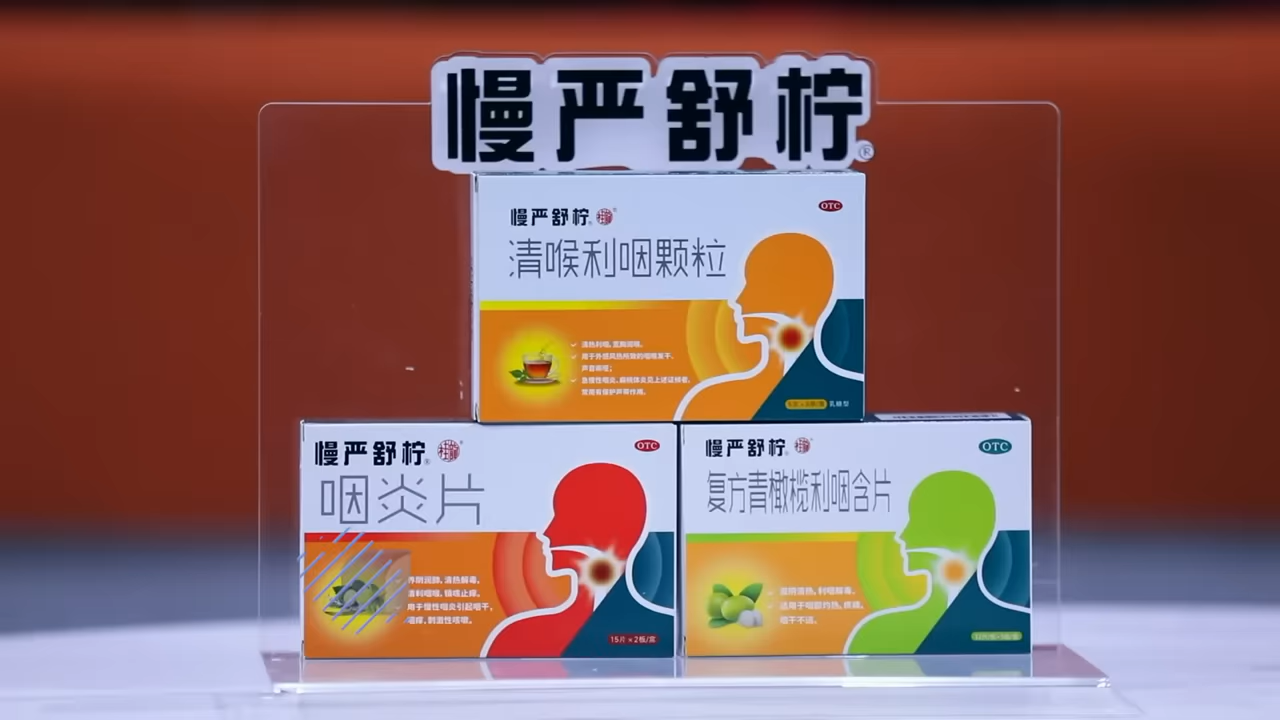 慢严舒柠®
慢严舒柠®
OTC
清喉利咽颗粒
清热利咽，宽胸润喉。
用于外感风热所致的咽喉发干、
声音嘶哑；
急慢性咽炎、扁桃体炎见上述证候者，
常用有保护声带作用。
乳糖型
慢严舒柠®
OTC
咽炎片
养阴润肺，清热解毒，
清利咽喉，镇咳止痒。
用于慢性咽炎引起咽干，
咽痒，刺激性咳嗽。
15片×2板/盒
慢严舒柠®
OTC
复方青橄榄利咽含片
滋阴清热，利咽解毒。
适用于咽部灼热，疼痛，
咽干不适。